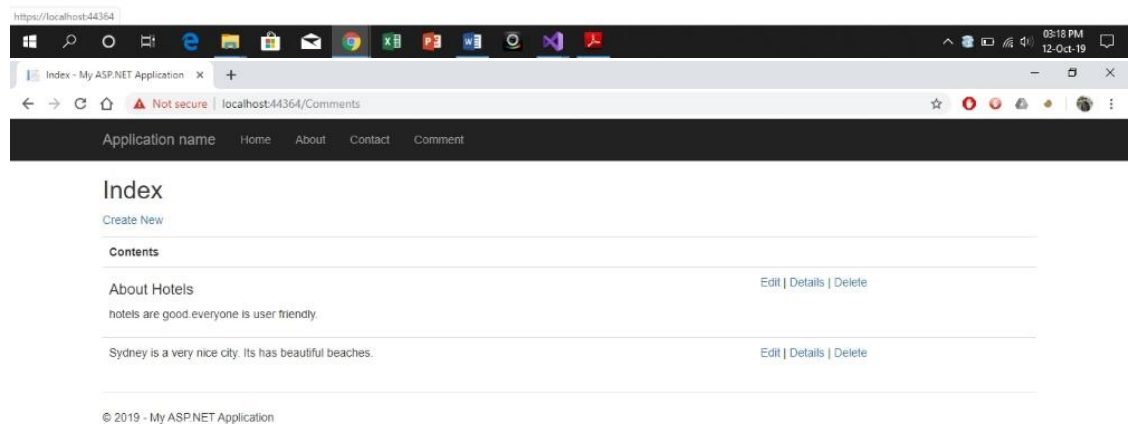 https://localhost:44364
03:18 PM
12-Oct-19
Index - My ASP.NET Application
Not secure | localhost:44364/Comments
Application name Home About Contact Comment
Index
Create New
Contents
About Hotels Edit | Details | Delete
hotels are good.everyone is user friendly.
Sydney is a very nice city. Its has beautiful beaches. Edit | Details | Delete
© 2019 - My ASP.NET Application